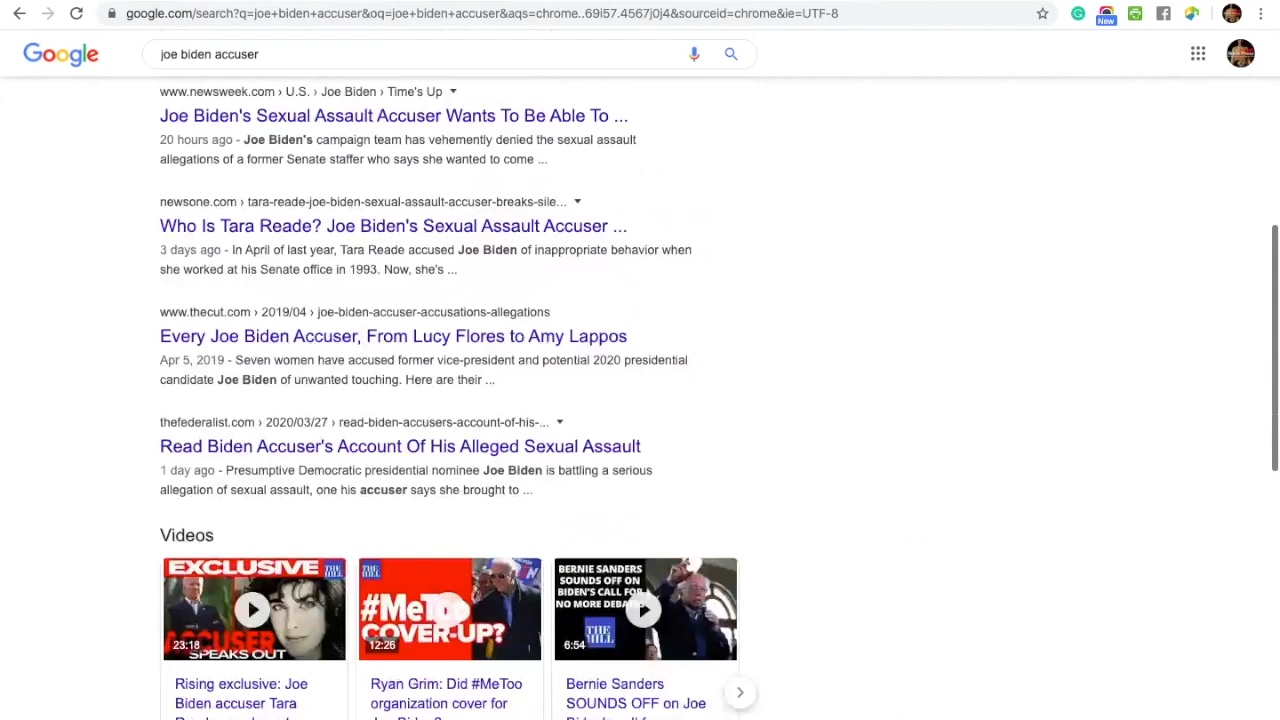 google.com/search?q=joe+biden+accuser&oq=joe+biden+accuser&aqs=chrome..69i57.4567j0j4&sourceid=chrome&ie=UTF-8
New
Google
joe biden accuser
www.newsweek.com › U.S. › Joe Biden › Time's Up
Joe Biden's Sexual Assault Accuser Wants To Be Able To ...
20 hours ago - Joe Biden's campaign team has vehemently denied the sexual assault
allegations of a former Senate staffer who says she wanted to come ...
newsone.com › tara-reade-joe-biden-sexual-assault-accuser-breaks-sile...
Who Is Tara Reade? Joe Biden's Sexual Assault Accuser ...
3 days ago - In April of last year, Tara Reade accused Joe Biden of inappropriate behavior when
she worked at his Senate office in 1993. Now, she's ...
www.thecut.com › 2019/04 › joe-biden-accuser-accusations-allegations
Every Joe Biden Accuser, From Lucy Flores to Amy Lappos
Apr 5, 2019 - Seven women have accused former vice-president and potential 2020 presidential
candidate Joe Biden of unwanted touching. Here are their ...
thefederalist.com › 2020/03/27 › read-biden-accusers-account-of-his-...
Read Biden Accuser's Account Of His Alleged Sexual Assault
1 day ago - Presumptive Democratic presidential nominee Joe Biden is battling a serious
allegation of sexual assault, one his accuser says she brought to ...
Videos
EXCLUSIVE
THE HILL
ACCUSER
SPEAKS OUT
23:18
THE HILL
#MeToo
COVER-UP?
12:26
BERNIE SANDERS
SOUNDS OFF ON
BIDEN'S CALL FOR
NO MORE DEBATES
THE HILL
6:54
Rising exclusive: Joe
Biden accuser Tara
Ryan Grim: Did #MeToo
organization cover for
Bernie Sanders
SOUNDS OFF on Joe